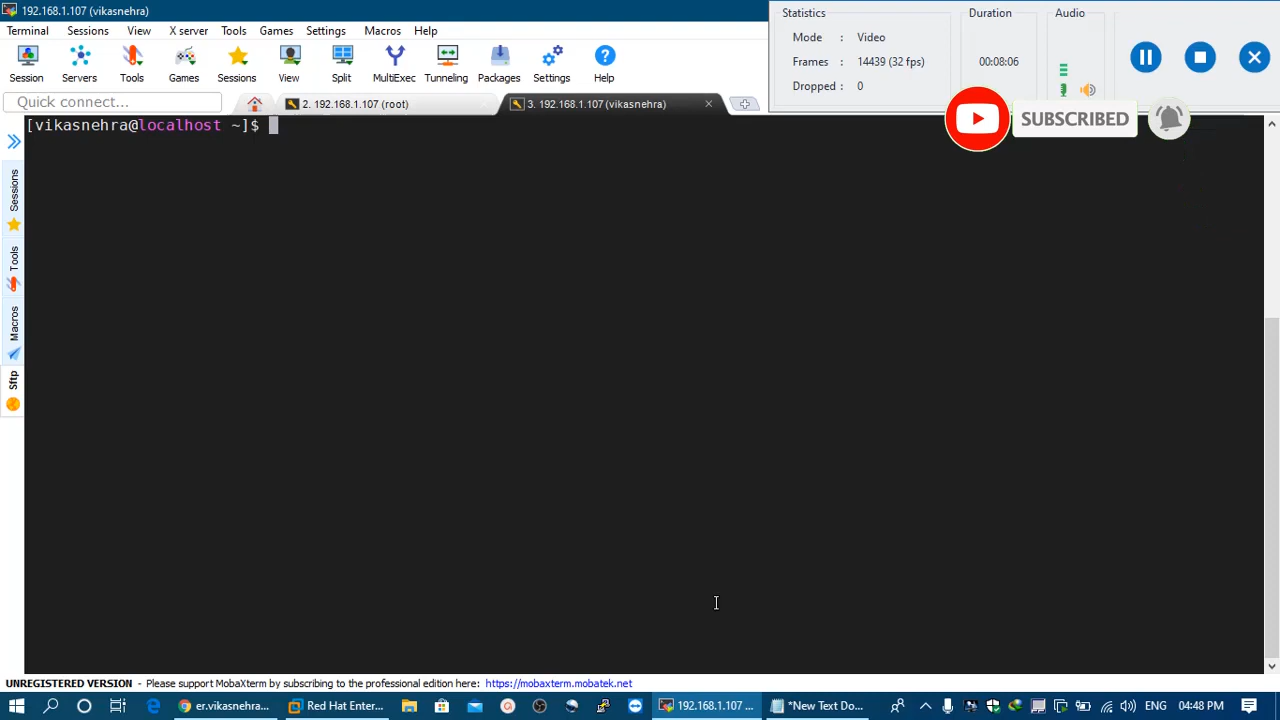 192.168.1.107 (vikasnehra)
Terminal Sessions View X server Tools Games Settings Macros Help
Session Servers Tools Games Sessions View Split MultiExec Tunneling Packages Settings Help
Quick connect...
2. 192.168.1.107 (root)
3. 192.168.1.107 (vikasnehra)
Statistics
Mode : Video
Frames : 14439 (32 fps)
Dropped : 0
Duration
00:08:06
Audio
SUBSCRIBED
[vikasnehra@localhost ~]$
Sessions
Tools
Macros
Sftp
UNREGISTERED VERSION - Please support MobaXterm by subscribing to the professional edition here: https://mobaxterm.mobatek.net
er.vikasnehra...
Red Hat Enter...
192.168.1.107 ...
*New Text Do...
ENG
04:48 PM